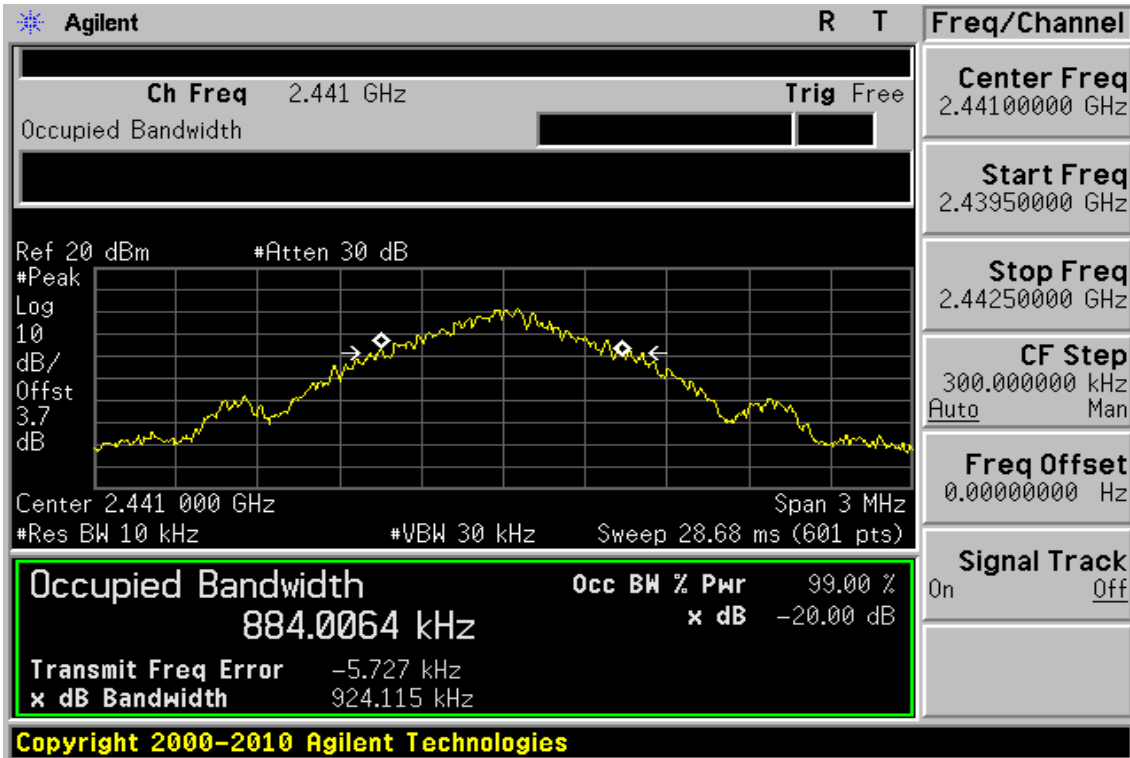 Agilent R T Freq/Channel
Ch Freq 2.441 GHz Trig Free
Occupied Bandwidth
Center Freq
2.44100000 GHz
Start Freq
2.43950000 GHz
Stop Freq
2.44250000 GHz
CF Step
300.000000 kHz
Auto Man
Freq Offset
0.00000000 Hz
Signal Track
On Off
Ref 20 dBm #Atten 30 dB
#Peak
Log
10
dB/
Offst
3.7
dB
Center 2.441 000 GHz Span 3 MHz
#Res BW 10 kHz #VBW 30 kHz Sweep 28.68 ms (601 pts)
Occupied Bandwidth Occ BW % Pwr 99.00 %
884.0064 kHz x dB -20.00 dB
Transmit Freq Error -5.727 kHz
x dB Bandwidth 924.115 kHz
Copyright 2000-2010 Agilent Technologies